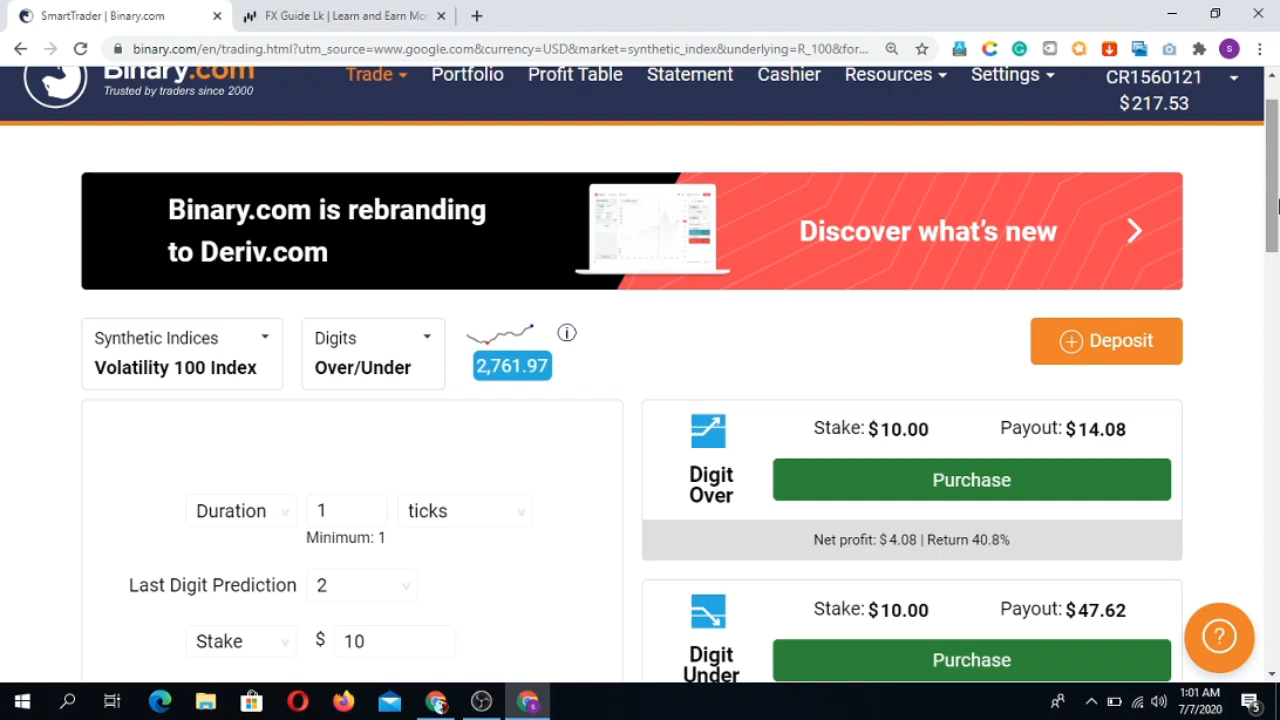 SmartTrader | Binary.com
FX Guide Lk | Learn and Earn Mo
binary.com/en/trading.html?utm_source=www.google.com&currency=USD&market=synthetic_index&underlying=R_100&for...
S
Binary.com
Trusted by traders since 2000
Trade
Portfolio
Profit Table
Statement
Cashier
Resources
Settings
CR1560121
$217.53
Binary.com is rebranding
to Deriv.com
Discover what's new
Synthetic Indices
Volatility 100 Index
Digits
Over/Under
2,761.97
Deposit
Duration
1
ticks
Minimum: 1
Last Digit Prediction
2
Stake
$
10
Digit
Over
Stake: $10.00
Payout: $14.08
Purchase
Net profit: $4.08 | Return 40.8%
Digit
Under
Stake: $10.00
Payout: $47.62
Purchase
?
1:01 AM
7/7/2020
5